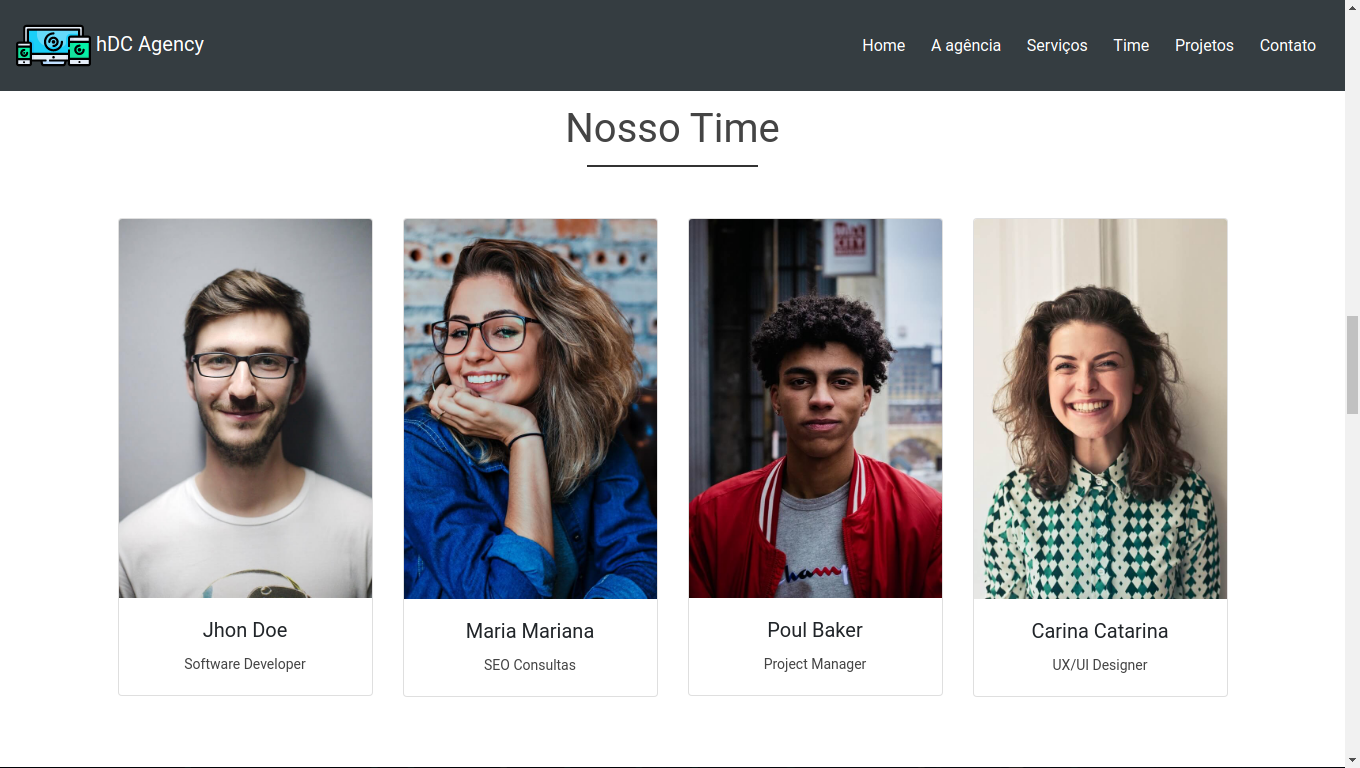 hDC Agency
Home A agência Serviços Time Projetos Contato
Nosso Time
Jhon Doe
Software Developer
Maria Mariana
SEO Consultas
Poul Baker
Project Manager
Carina Catarina
UX/UI Designer